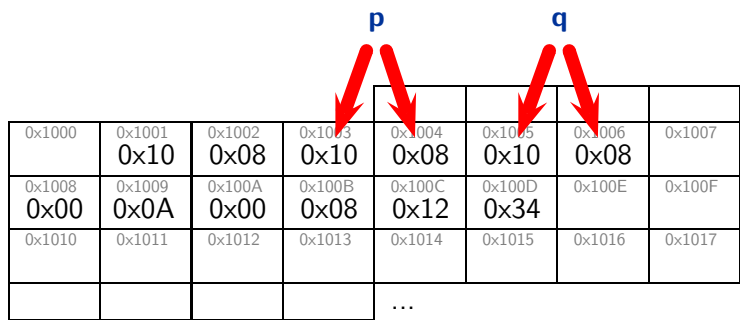 p q
0x1000 0x1001 0x1002 0x1003 0x1004 0x1005 0x1006 0x1007
0x10 0x08 0x10 0x08 0x10 0x08
0x1008 0x1009 0x100A 0x100B 0x100C 0x100D 0x100E 0x100F
0x00 0x0A 0x00 0x08 0x12 0x34
0x1010 0x1011 0x1012 0x1013 0x1014 0x1015 0x1016 0x1017
...